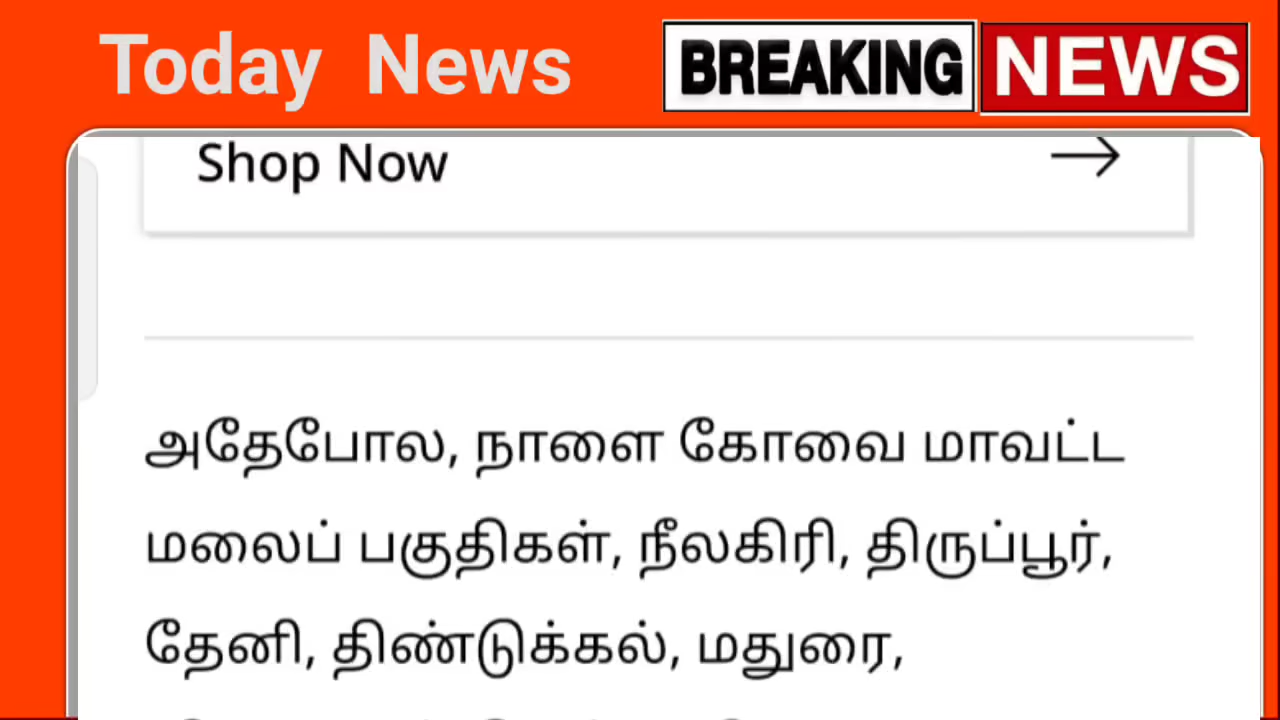 Today News
BREAKING NEWS
Shop Now
அதேபோல, நாளை கோவை மாவட்ட
மலைப் பகுதிகள், நீலகிரி, திருப்பூர்,
தேனி, திண்டுக்கல், மதுரை,